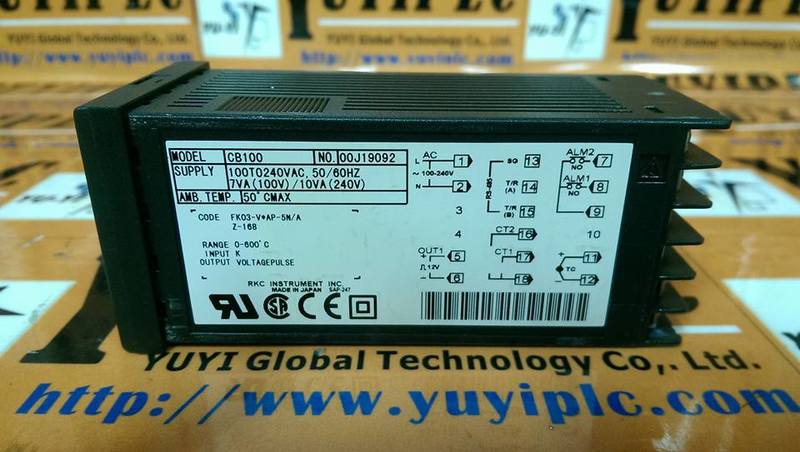 YUYI PLC
YUYI Global Technology Co,. Ltd.
http://www.yuyiplc.com
MODEL CB100 NO. 00J19092
SUPPLY 100TO240VAC, 50/60HZ
7VA (100V) /10VA (240V)
AMB. TEMP. 50°CMAX
CODE FK03-V*AP-5N/A
Z-168
RANGE 0-600°C
INPUT K
OUTPUT VOLTAGEPULSE
RKC INSTRUMENT INC.
MADE IN JAPAN SAP-247
AC
L 1
~ 100-240V
N 2
3
4
OUT1
+ 5
12V
- 6
SG 13
RS-485
T/R (A) 14
T/R (B) 15
CT2 16
CT1 17
18
ALM2 7
NO
ALM1 8
NO
9
10
+ 11
TC
- 12
YUYI Global Technology Co,. Ltd.
http://www.yuyiplc.com